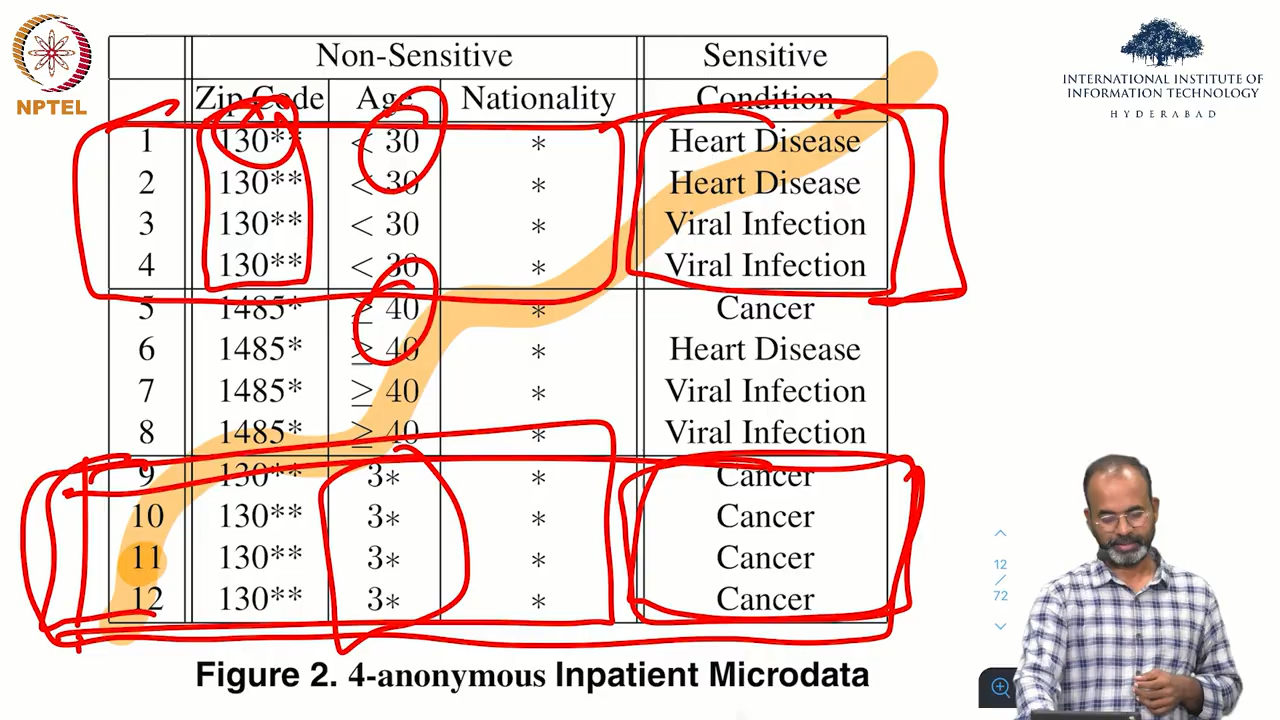 NPTEL
INTERNATIONAL INSTITUTE OF
INFORMATION TECHNOLOGY
HYDERABAD
Non-Sensitive Sensitive
Zip Code Age Nationality Condition
1 130** < 30 * Heart Disease
2 130** < 30 * Heart Disease
3 130** < 30 * Viral Infection
4 130** < 30 * Viral Infection
5 1485* ≥ 40 * Cancer
6 1485* ≥ 40 * Heart Disease
7 1485* ≥ 40 * Viral Infection
8 1485* ≥ 40 * Viral Infection
9 130** 3* * Cancer
10 130** 3* * Cancer
11 130** 3* * Cancer
12 130** 3* * Cancer
Figure 2. 4-anonymous Inpatient Microdata
12
/
72